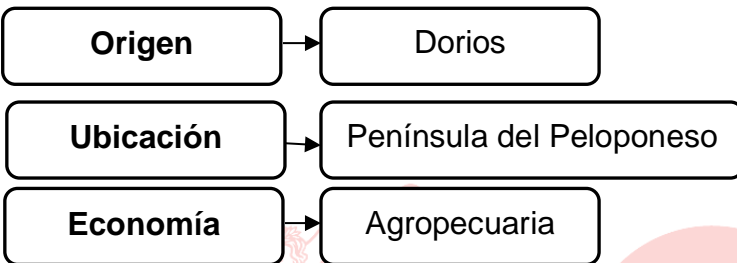 Origen Dorios
Ubicación Península del Peloponeso
Economía Agropecuaria